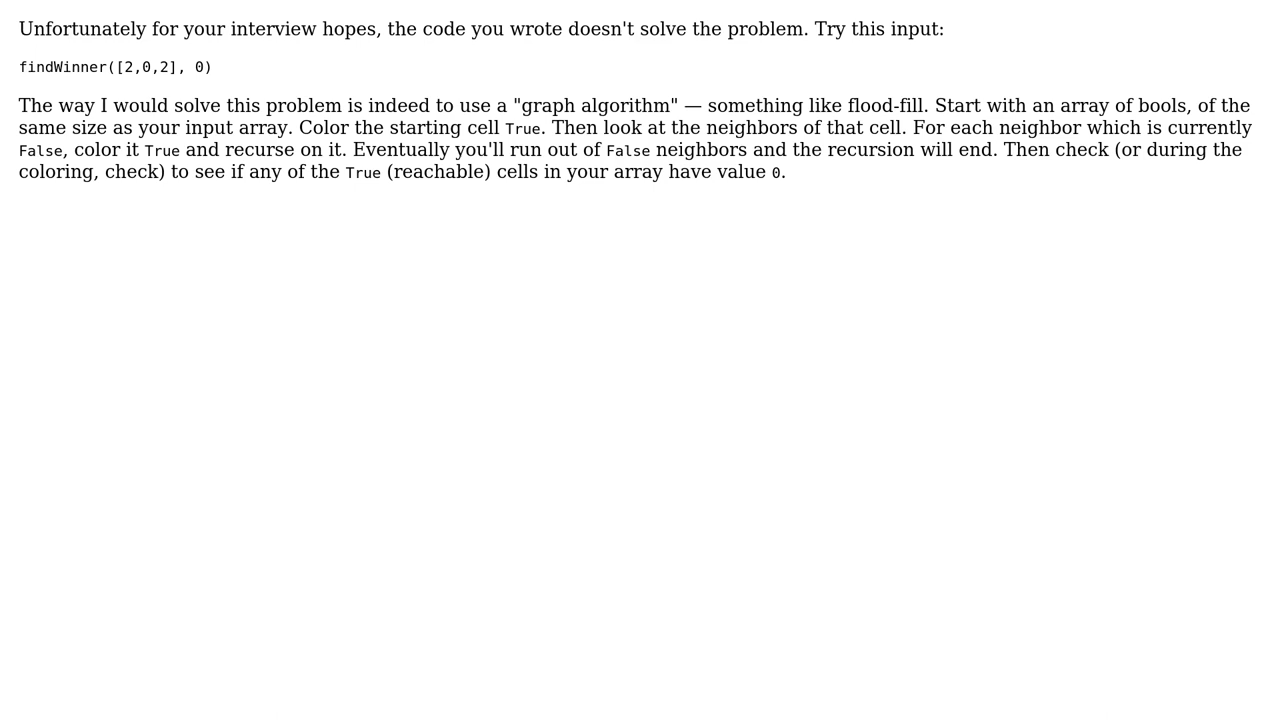 Unfortunately for your interview hopes, the code you wrote doesn't solve the problem. Try this input:
findWinner([2,0,2], 0)
The way I would solve this problem is indeed to use a "graph algorithm" — something like flood-fill. Start with an array of bools, of the
same size as your input array. Color the starting cell True. Then look at the neighbors of that cell. For each neighbor which is currently
False, color it True and recurse on it. Eventually you'll run out of False neighbors and the recursion will end. Then check (or during the
coloring, check) to see if any of the True (reachable) cells in your array have value 0.